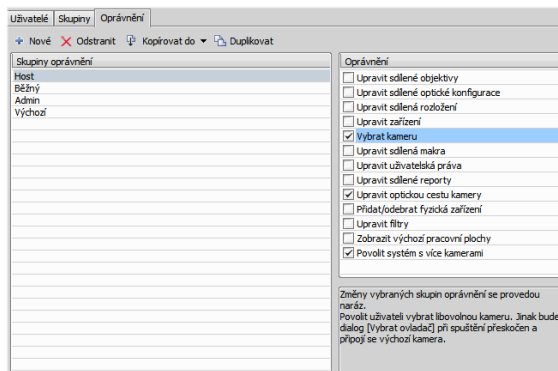 Uživatelé Skupiny Oprávnění
Nové Odstranit Kopírovat do Duplikovat
Skupiny oprávnění
Host
Běžný
Admin
Výchozí
Oprávnění
Upravit sdílené objektivy
Upravit sdílené optické konfigurace
Upravit sdílená rozložení
Upravit zařízení
Vybrat kameru
Upravit sdílená makra
Upravit uživatelská práva
Upravit sdílené reporty
Upravit optickou cestu kamery
Přidat/odebrat fyzická zařízení
Upravit filtry
Zobrazit výchozí pracovní plochy
Povolit systém s více kamerami
Změny vybraných skupin oprávnění se provedou
naráz.
Povolit uživateli vybrat libovolnou kameru. Jinak bude
dialog [Vybrat ovladač] při spuštění přeskočen a
připojí se výchozí kamera.